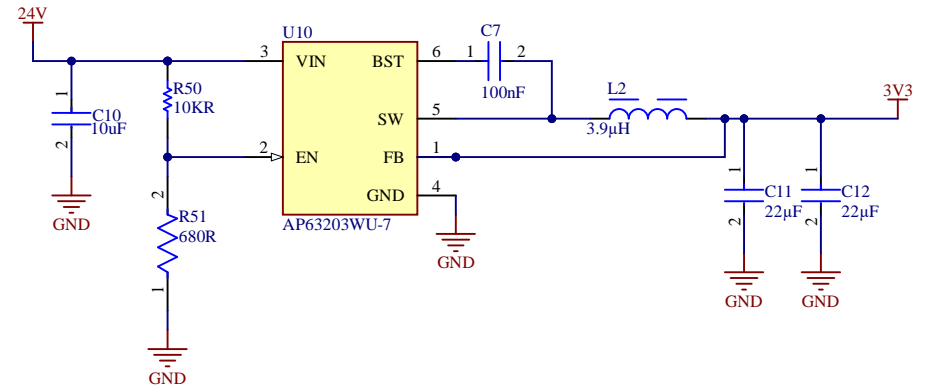 24V
U10
C7
3
VIN
BST
6
1
2
R50
10KR
100nF
L2
3V3
1
C10
10uF
2
SW
5
3.9µH
2
EN
FB
1
GND
4
2
R51
680R
1
GND
AP63203WU-7
GND
1
C11
22µF
2
1
C12
22µF
2
GND
GND
GND